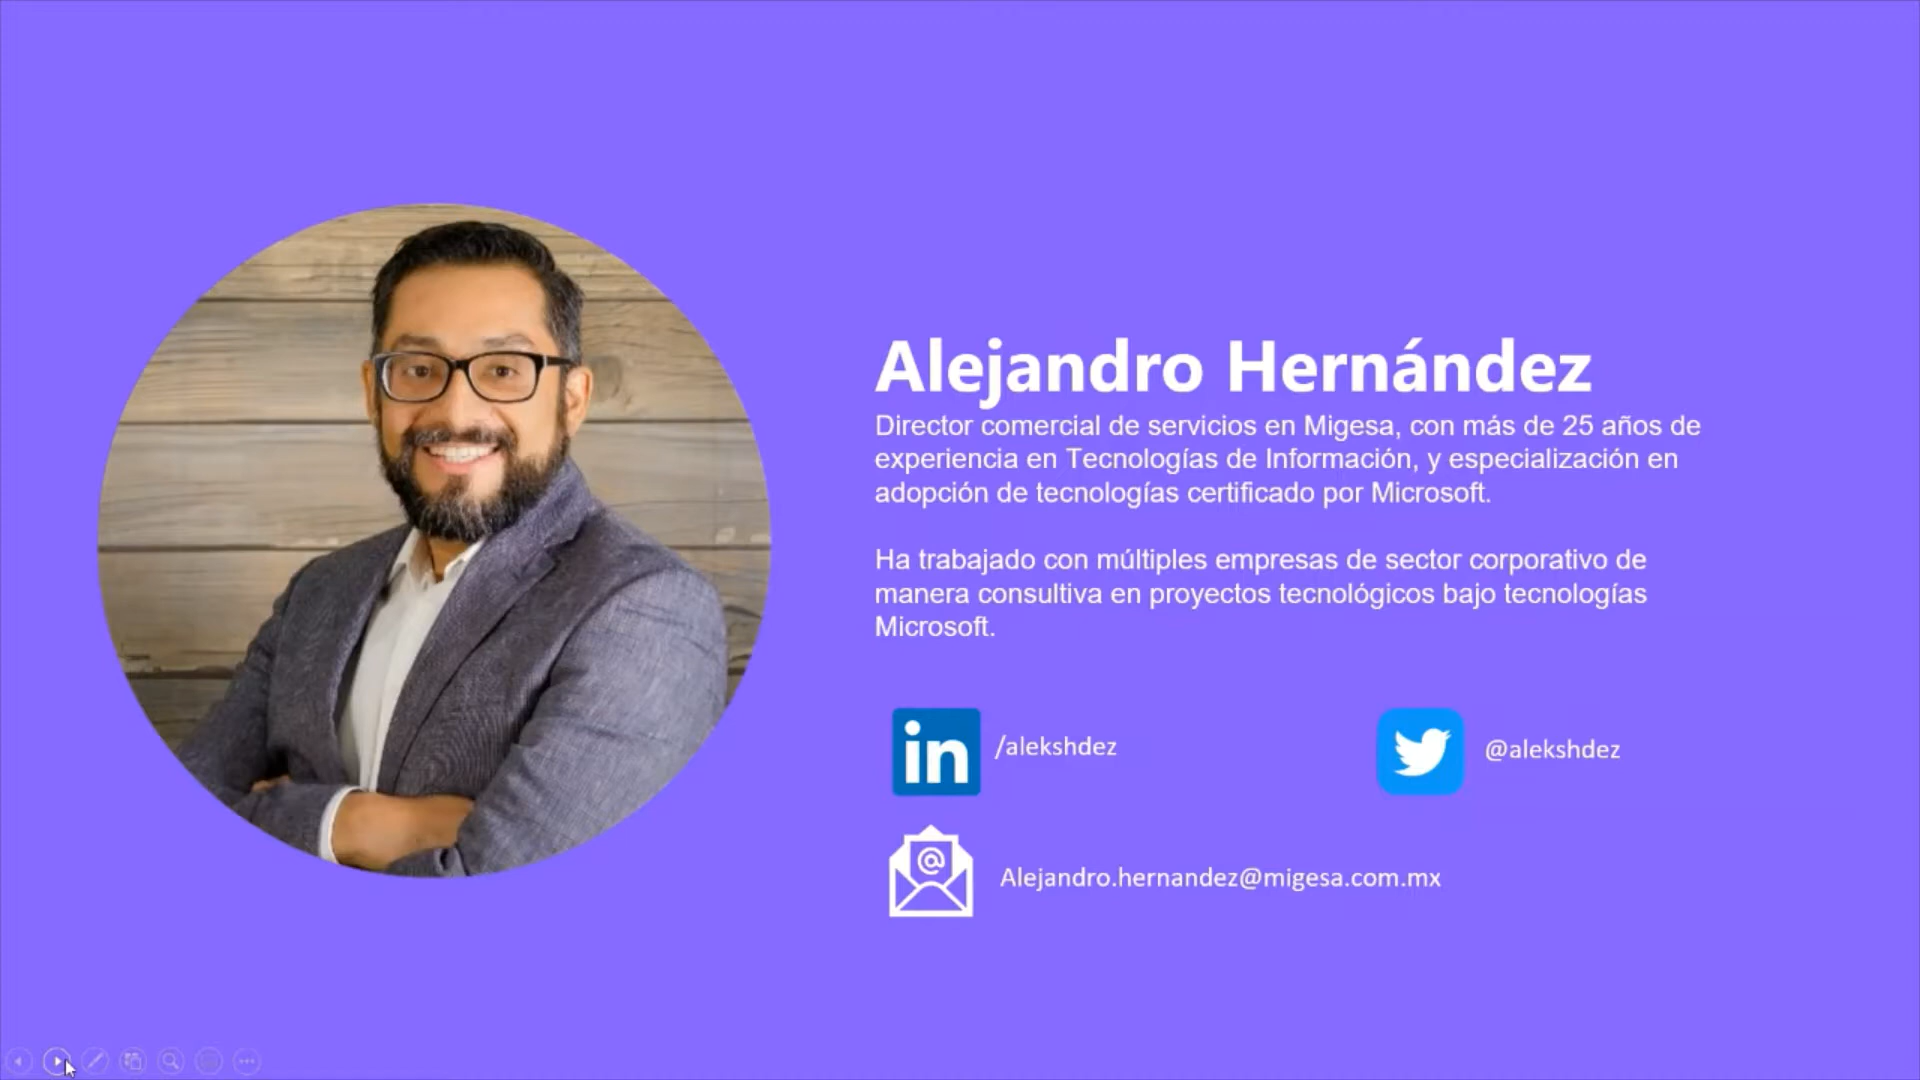 Alejandro Hernández
Director comercial de servicios en Migesa, con más de 25 años de
experiencia en Tecnologías de Información, y especialización en
adopción de tecnologías certificado por Microsoft.
Ha trabajado con múltiples empresas de sector corporativo de
manera consultiva en proyectos tecnológicos bajo tecnologías
Microsoft.
in /alekshdez
@alekshdez
@
Alejandro.hernandez@migesa.com.mx